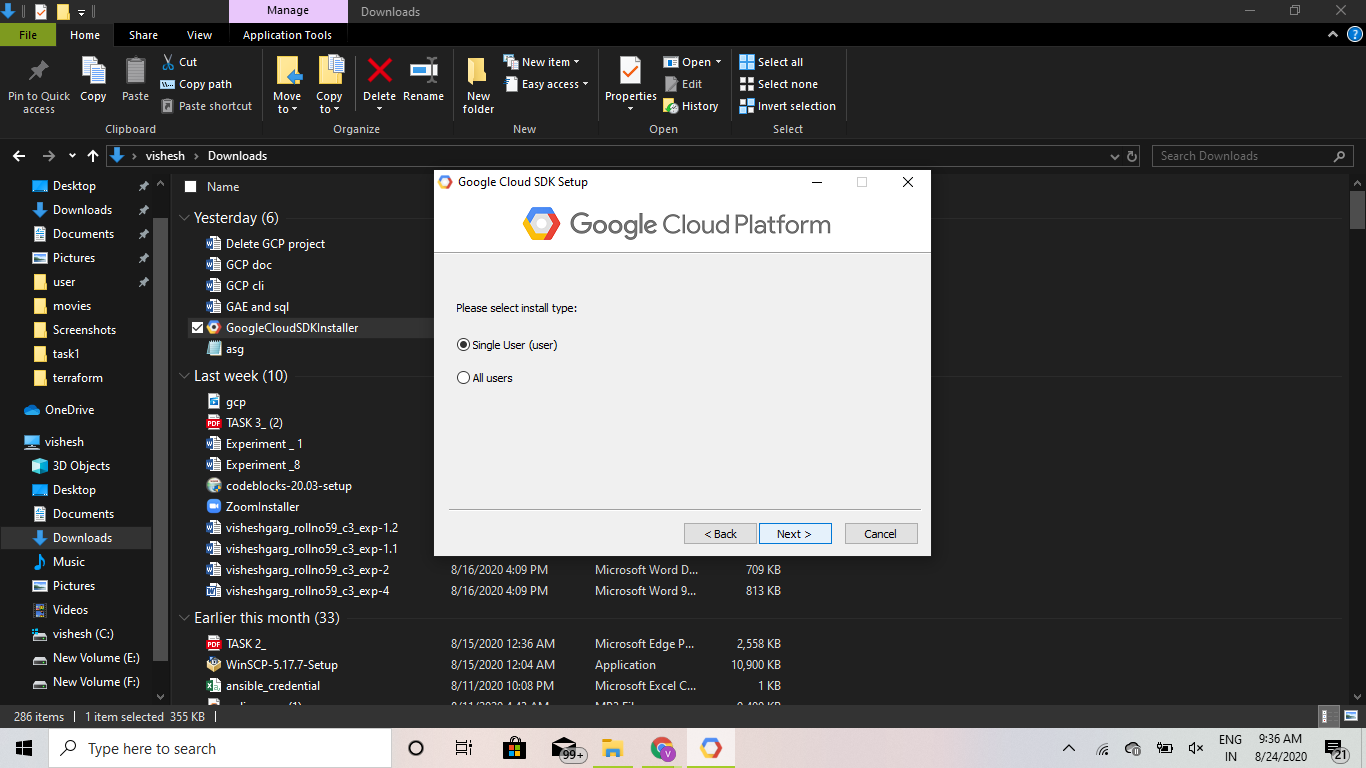 Manage
Downloads
File
Home
Share
View
Application Tools
Pin to Quick access
Copy
Paste
Cut
Copy path
Paste shortcut
Clipboard
Move to
Copy to
Delete
Rename
Organize
New folder
New item
Easy access
New
Properties
Open
Edit
History
Open
Select all
Select none
Invert selection
Select
vishesh > Downloads
Search Downloads
Desktop
Downloads
Documents
Pictures
user
movies
Screenshots
task1
terraform
OneDrive
vishesh
3D Objects
Desktop
Documents
Downloads
Music
Pictures
Videos
vishesh (C:)
New Volume (E:)
New Volume (F:)
Name
Yesterday (6)
Delete GCP project
GCP doc
GCP cli
GAE and sql
GoogleCloudSDKInstaller
asg
Last week (10)
gcp
TASK 3_ (2)
Experiment _ 1
Experiment _8
codeblocks-20.03-setup
ZoomInstaller
visheshgarg_rollno59_c3_exp-1.2
visheshgarg_rollno59_c3_exp-1.1
visheshgarg_rollno59_c3_exp-2 8/16/2020 4:09 PM Microsoft Word D... 709 KB
visheshgarg_rollno59_c3_exp-4 8/16/2020 4:09 PM Microsoft Word 9... 813 KB
Earlier this month (33)
TASK 2_ 8/15/2020 12:36 AM Microsoft Edge P... 2,558 KB
WinSCP-5.17.7-Setup 8/15/2020 12:04 AM Application 10,900 KB
ansible_credential 8/11/2020 10:08 PM Microsoft Excel C... 1 KB
Google Cloud SDK Setup
Google Cloud Platform
Please select install type:
Single User (user)
All users
< Back
Next >
Cancel
286 items
1 item selected 355 KB
Type here to search
99+
V
ENG
IN
9:36 AM
8/24/2020
21